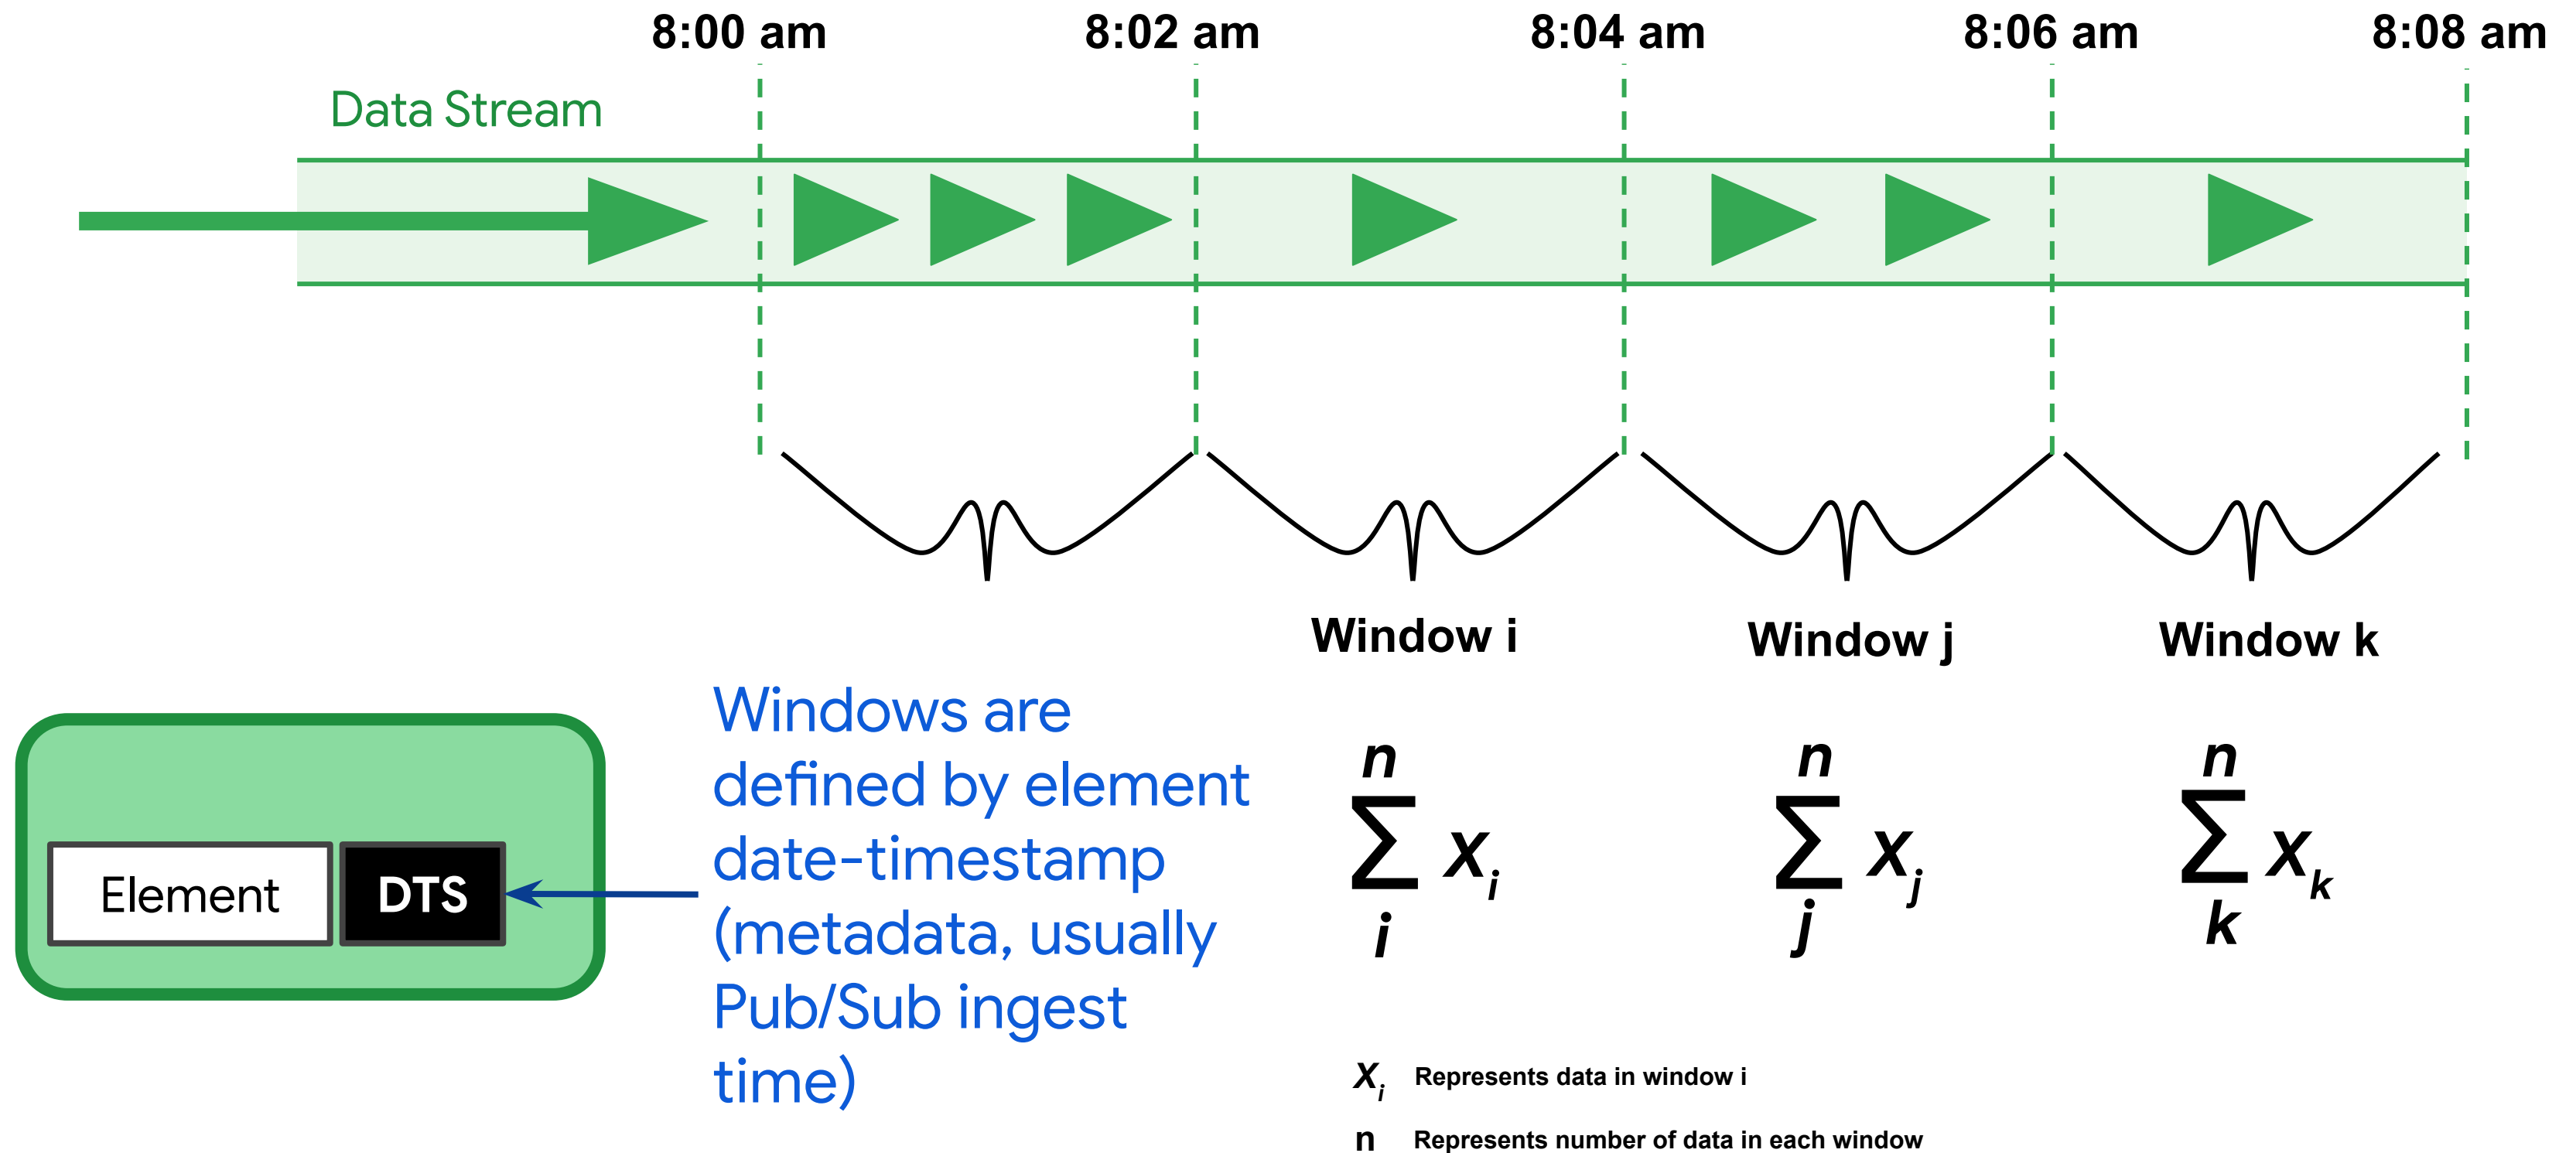 8:00 am 8:02 am 8:04 am 8:06 am 8:08 am
Data Stream
Window i Window j Window k
Element DTS
Windows are
defined by element
date-timestamp
(metadata, usually
Pub/Sub ingest
time)
n n n
∑ xᵢ ∑ xⱼ ∑ xₖ
i j k
Xᵢ Represents data in window i
n Represents number of data in each window